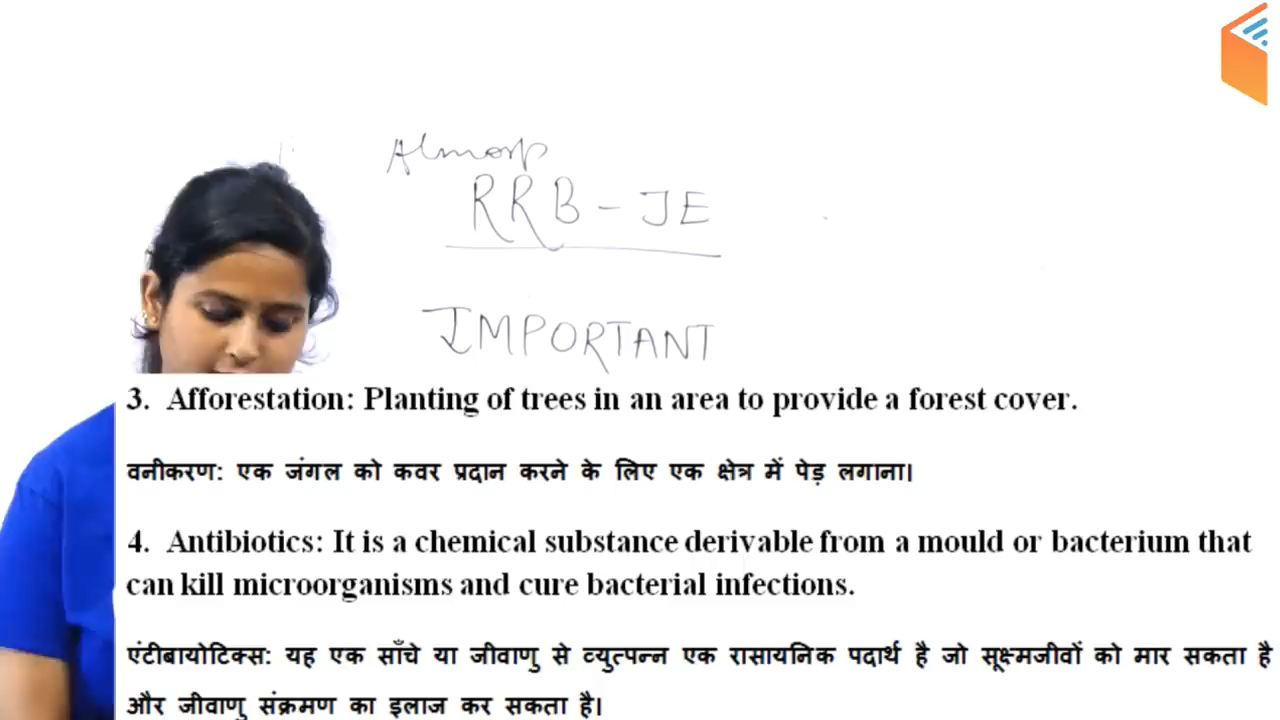 RRB - JE
IMPORTANT
3. Afforestation: Planting of trees in an area to provide a forest cover.
वनीकरण: एक जंगल को कवर प्रदान करने के लिए एक क्षेत्र में पेड़ लगाना।
4. Antibiotics: It is a chemical substance derivable from a mould or bacterium that
can kill microorganisms and cure bacterial infections.
एंटीबायोटिक्स: यह एक साँचे या जीवाणु से व्युत्पन्न एक रासायनिक पदार्थ है जो सूक्ष्मजीवों को मार सकता है
और जीवाणु संक्रमण का इलाज कर सकता है।